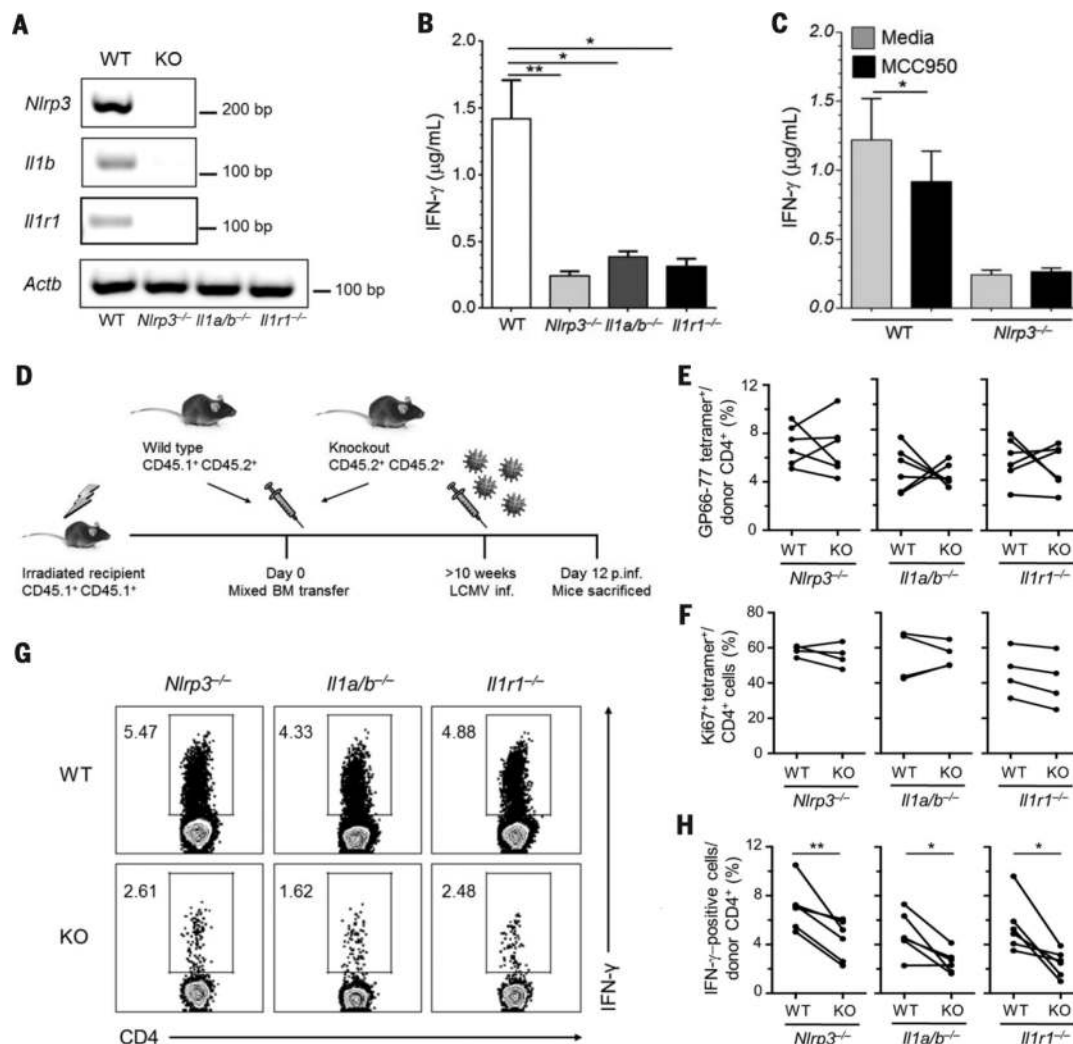 A
WT KO
Nlrp3
200 bp
Il1b
100 bp
Il1r1
100 bp
Actb
100 bp
WT Nlrp3–/– Il1a/b–/– Il1r1–/–
B
IFN-γ (μg/mL)
2.0
1.5
1.0
0.5
0.0
*
*
**
WT Nlrp3–/– Il1a/b–/– Il1r1–/–
C
IFN-γ (μg/mL)
2.0
1.5
1.0
0.5
0.0
Media
MCC950
*
WT Nlrp3–/–
D
Wild type
CD45.1+ CD45.2+
Knockout
CD45.2+ CD45.2+
Irradiated recipient
CD45.1+ CD45.1+
Day 0
Mixed BM transfer
>10 weeks
LCMV inf.
Day 12 p.inf.
Mice sacrificed
E
GP66-77 tetramer+/
donor CD4+ (%)
12
8
4
0
WT KO WT KO WT KO
Nlrp3–/– Il1a/b–/– Il1r1–/–
F
Ki67+ tetramer+/
CD4+ cells (%)
80
60
40
20
0
WT KO WT KO WT KO
Nlrp3–/– Il1a/b–/– Il1r1–/–
G
Nlrp3–/– Il1a/b–/– Il1r1–/–
WT
5.47 4.33 4.88
KO
2.61 1.62 2.48
IFN-γ
CD4
H
IFN-γ–positive cells/
donor CD4+ (%)
12
8
4
0
** * *
WT KO WT KO WT KO
Nlrp3–/– Il1a/b–/– Il1r1–/–